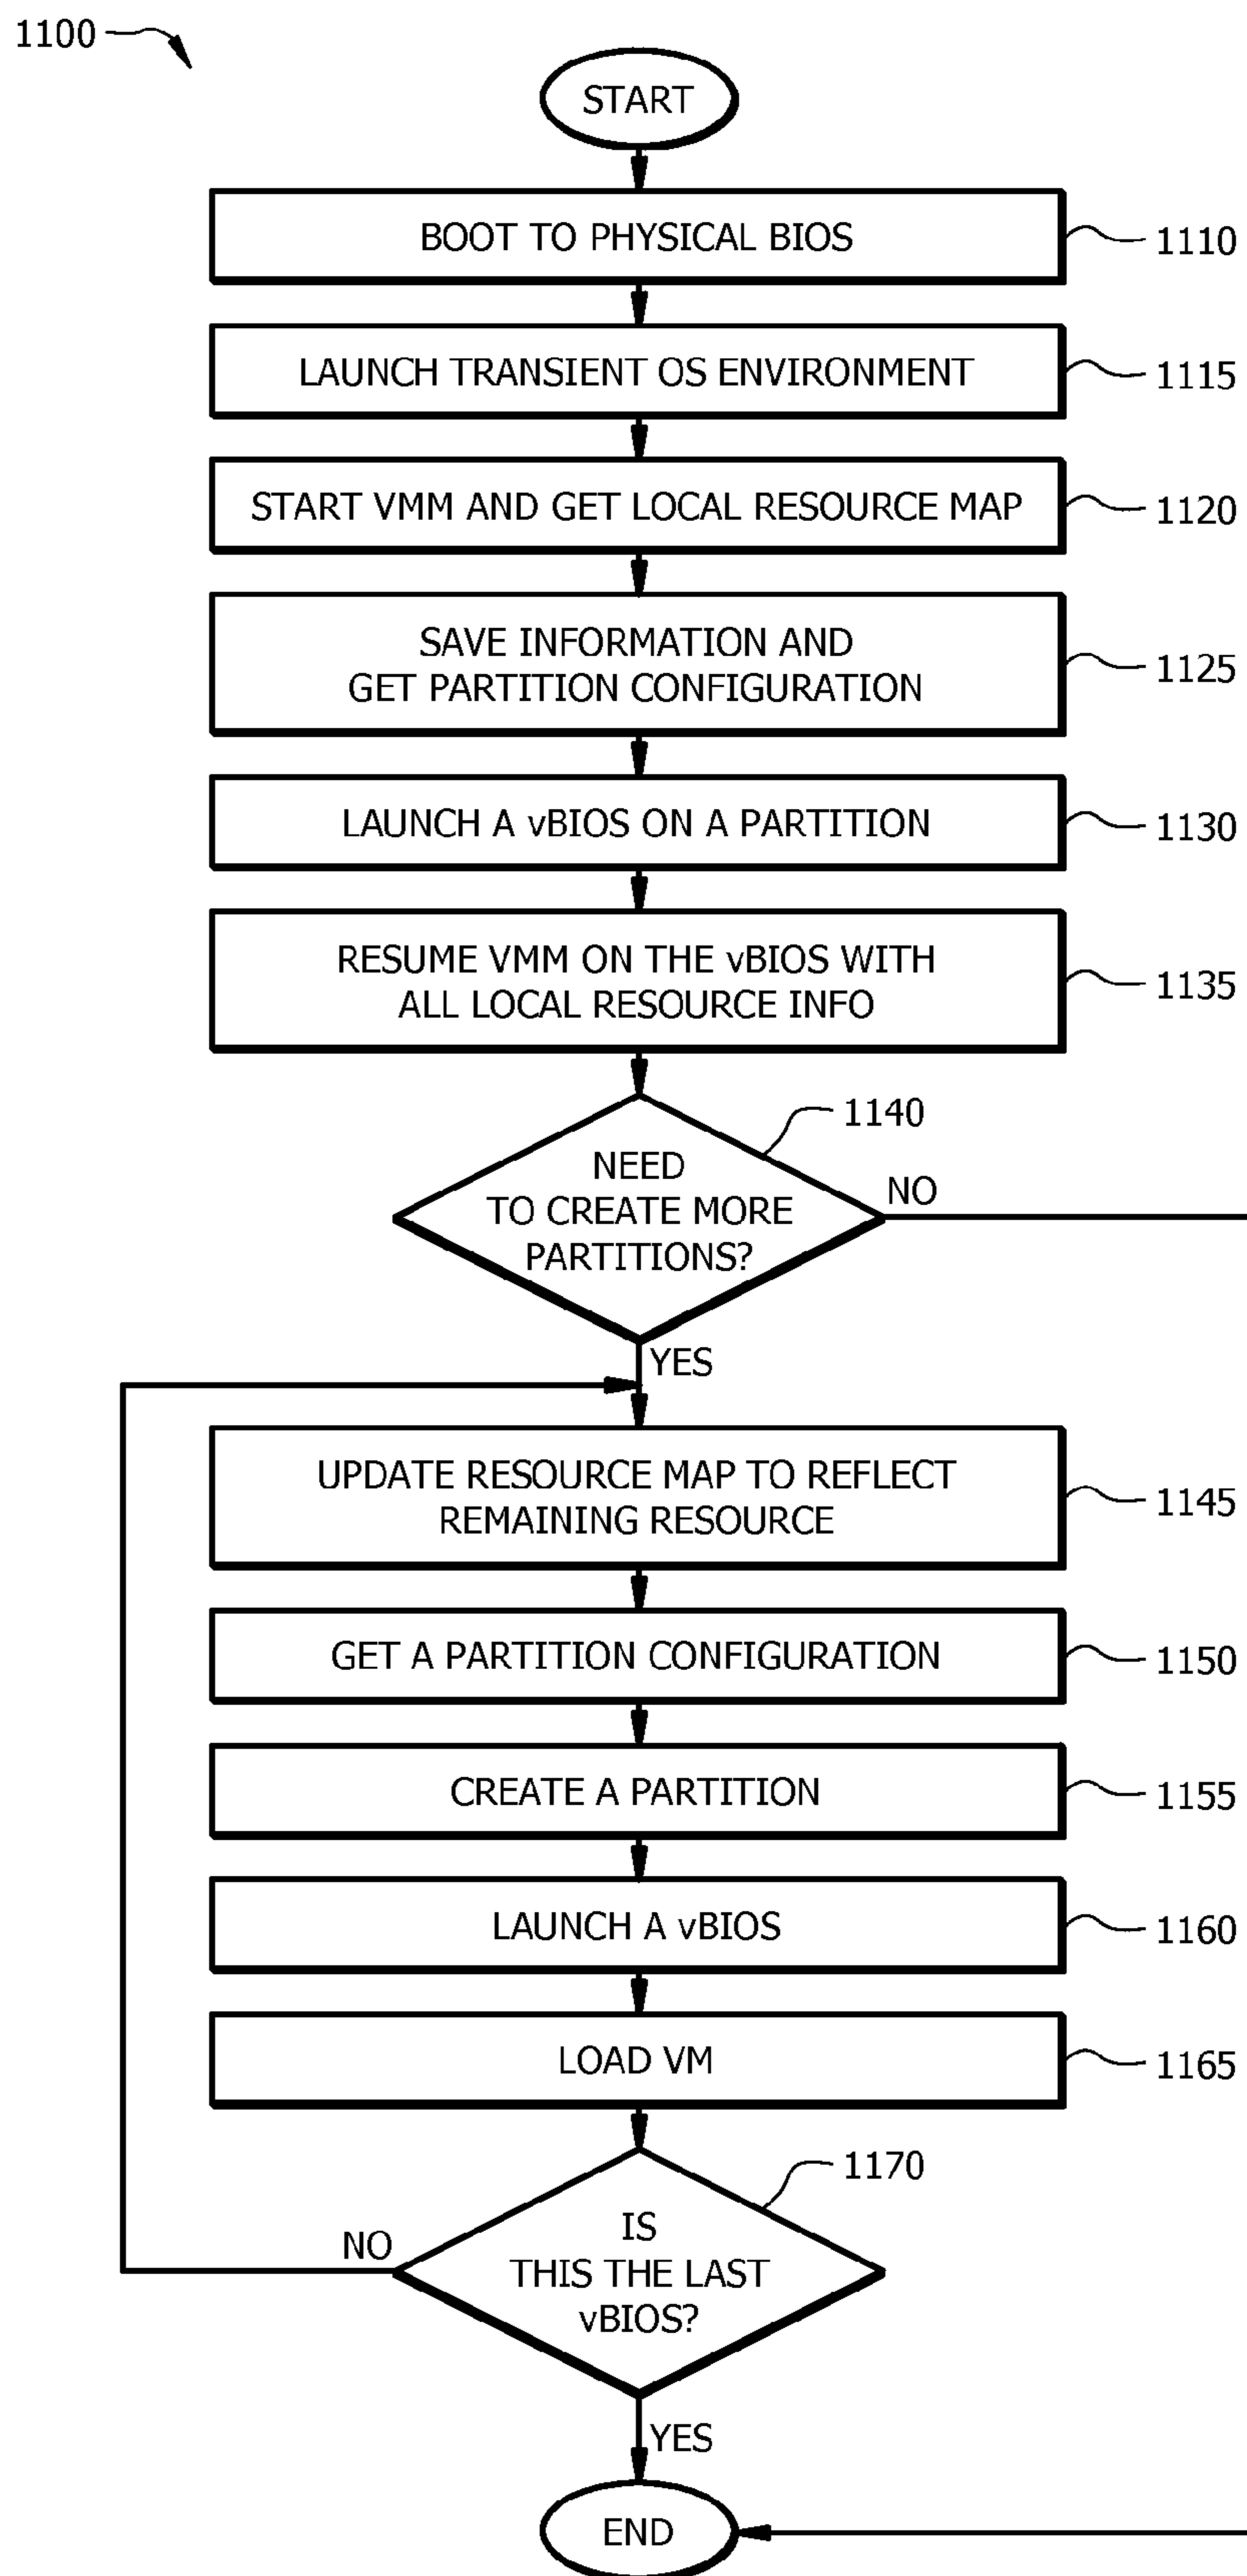 1100
START
BOOT TO PHYSICAL BIOS
1110
LAUNCH TRANSIENT OS ENVIRONMENT
1115
START VMM AND GET LOCAL RESOURCE MAP
1120
SAVE INFORMATION AND
GET PARTITION CONFIGURATION
1125
LAUNCH A vBIOS ON A PARTITION
1130
RESUME VMM ON THE vBIOS WITH
ALL LOCAL RESOURCE INFO
1135
1140
NEED
TO CREATE MORE
PARTITIONS?
NO
YES
UPDATE RESOURCE MAP TO REFLECT
REMAINING RESOURCE
1145
GET A PARTITION CONFIGURATION
1150
CREATE A PARTITION
1155
LAUNCH A vBIOS
1160
LOAD VM
1165
1170
IS
THIS THE LAST
vBIOS?
NO
YES
END